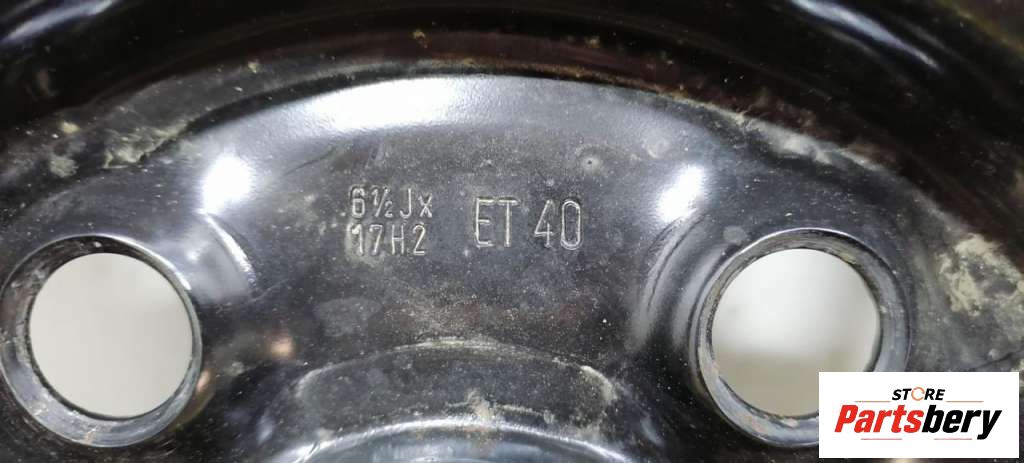 6½Jx
17H2
ET 40
STORE
Partsbery